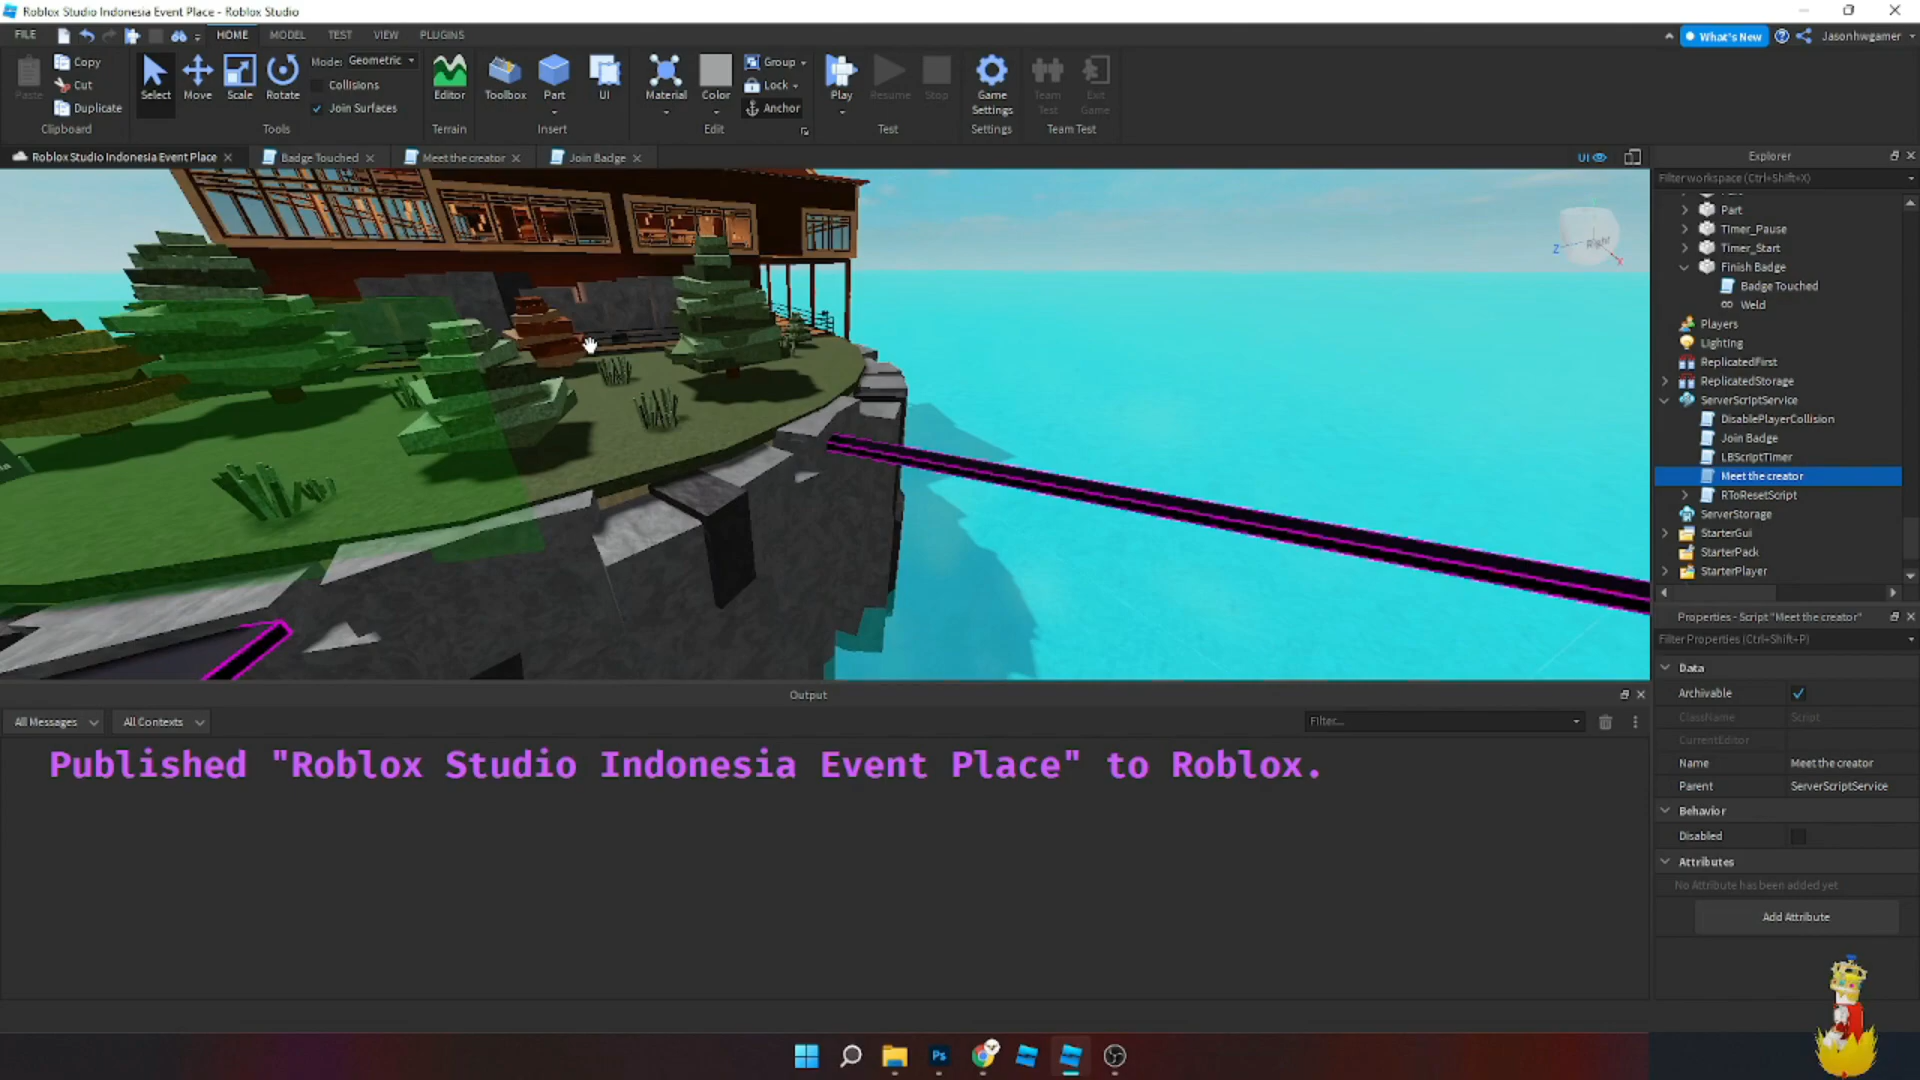 Roblox Studio Indonesia Event Place - Roblox Studio
FILE HOME MODEL TEST VIEW PLUGINS What's New Jasonhwgamer
Paste Copy Cut Duplicate Clipboard
Select Move Scale Rotate Mode: Geometric Collisions Join Surfaces Tools
Editor Terrain
Toolbox Part UI Insert
Material Color Group Lock Anchor Edit
Play Resume Stop Test
Game Settings Settings
Team Test Exit Game Team Test
Roblox Studio Indonesia Event Place Badge Touched Meet the creator Join Badge UI
Right
Z
X
Explorer
Filter workspace (Ctrl+Shift+X)
Part
Timer_Pause
Timer_Start
Finish Badge
Badge Touched
Weld
Players
Lighting
ReplicatedFirst
ReplicatedStorage
ServerScriptService
DisablePlayerCollision
Join Badge
LBScriptTimer
Meet the creator
RToResetScript
ServerStorage
StarterGui
StarterPack
StarterPlayer
Properties - Script "Meet the creator"
Filter Properties (Ctrl+Shift+P)
Data
Archivable
ClassName Script
CurrentEditor
Name Meet the creator
Parent ServerScriptService
Behavior
Disabled
Attributes
No Attribute has been added yet
Add Attribute
Output
All Messages All Contexts Filter...
Published "Roblox Studio Indonesia Event Place" to Roblox.
Ps